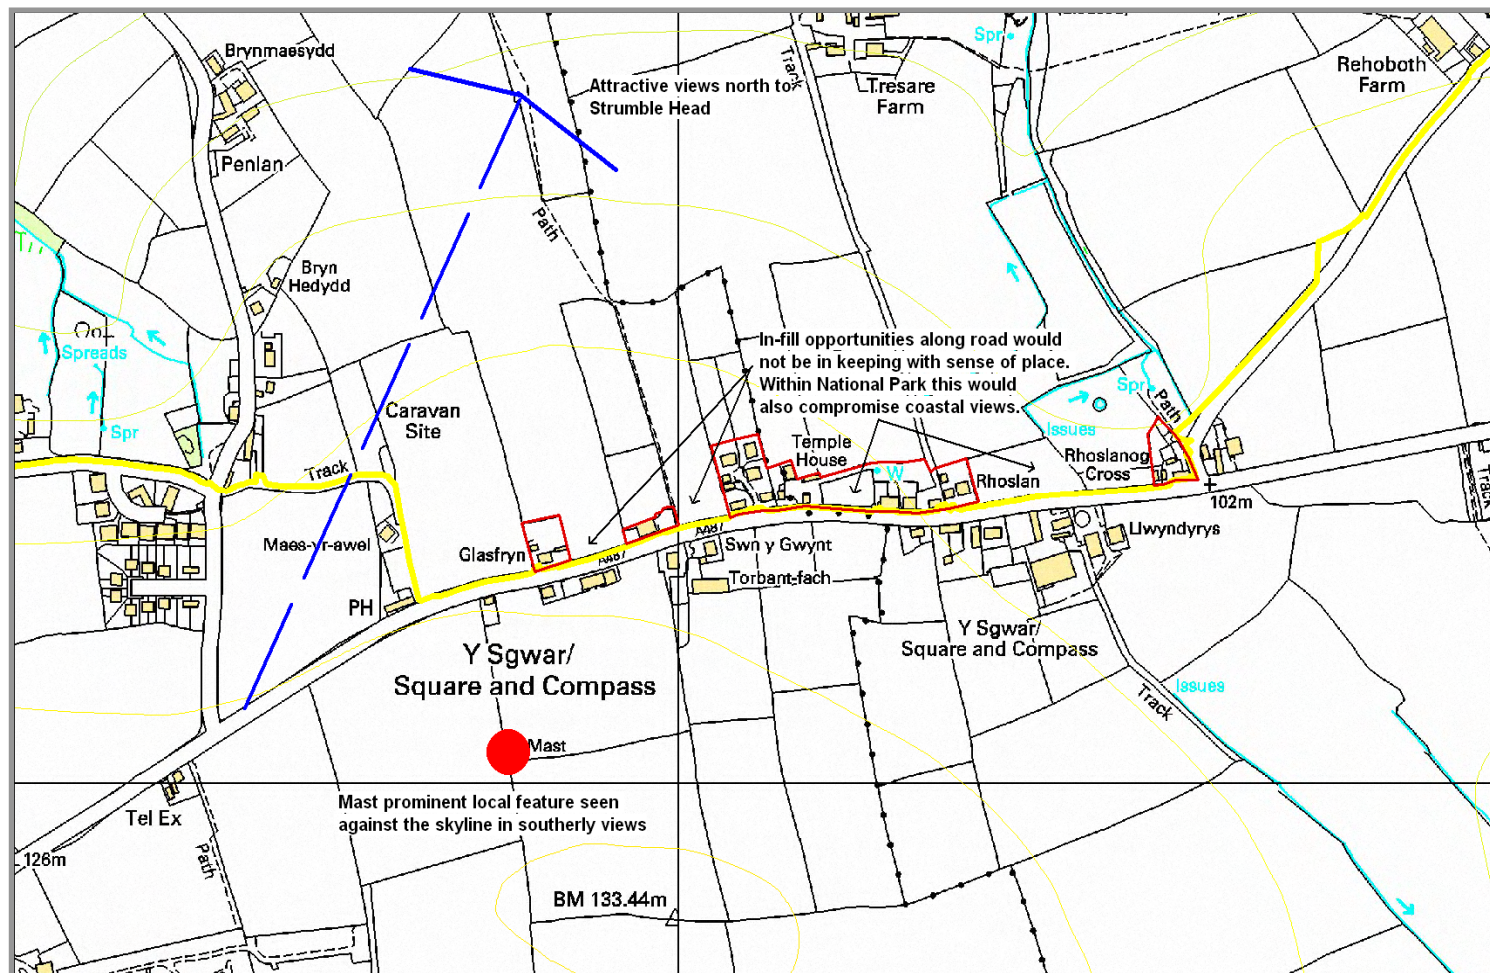 Spr
Brynmaesydd
Track
Rehoboth
Farm
Attractive views north to
Strumble Head
Tresare
Farm
Penlan
Path
Bryn
Hedydd
Spreads
In-fill opportunities along road would
not be in keeping with sense of place.
Within National Park this would
also compromise coastal views.
Spr
Path
Caravan
Site
Spr
Issues
Temple
House
Rhoslanog
Cross
Track
W
Rhoslan
Track
102m
Maes-yr-awel
Glasfryn
A487
A487
Swn y Gwynt
Llwyndyrys
Torbant-fach
PH
Y Sgwar/
Square and Compass
Y Sgwar/
Square and Compass
Issues
Track
Mast
Mast prominent local feature seen
against the skyline in southerly views
Tel Ex
Path
126m
BM 133.44m